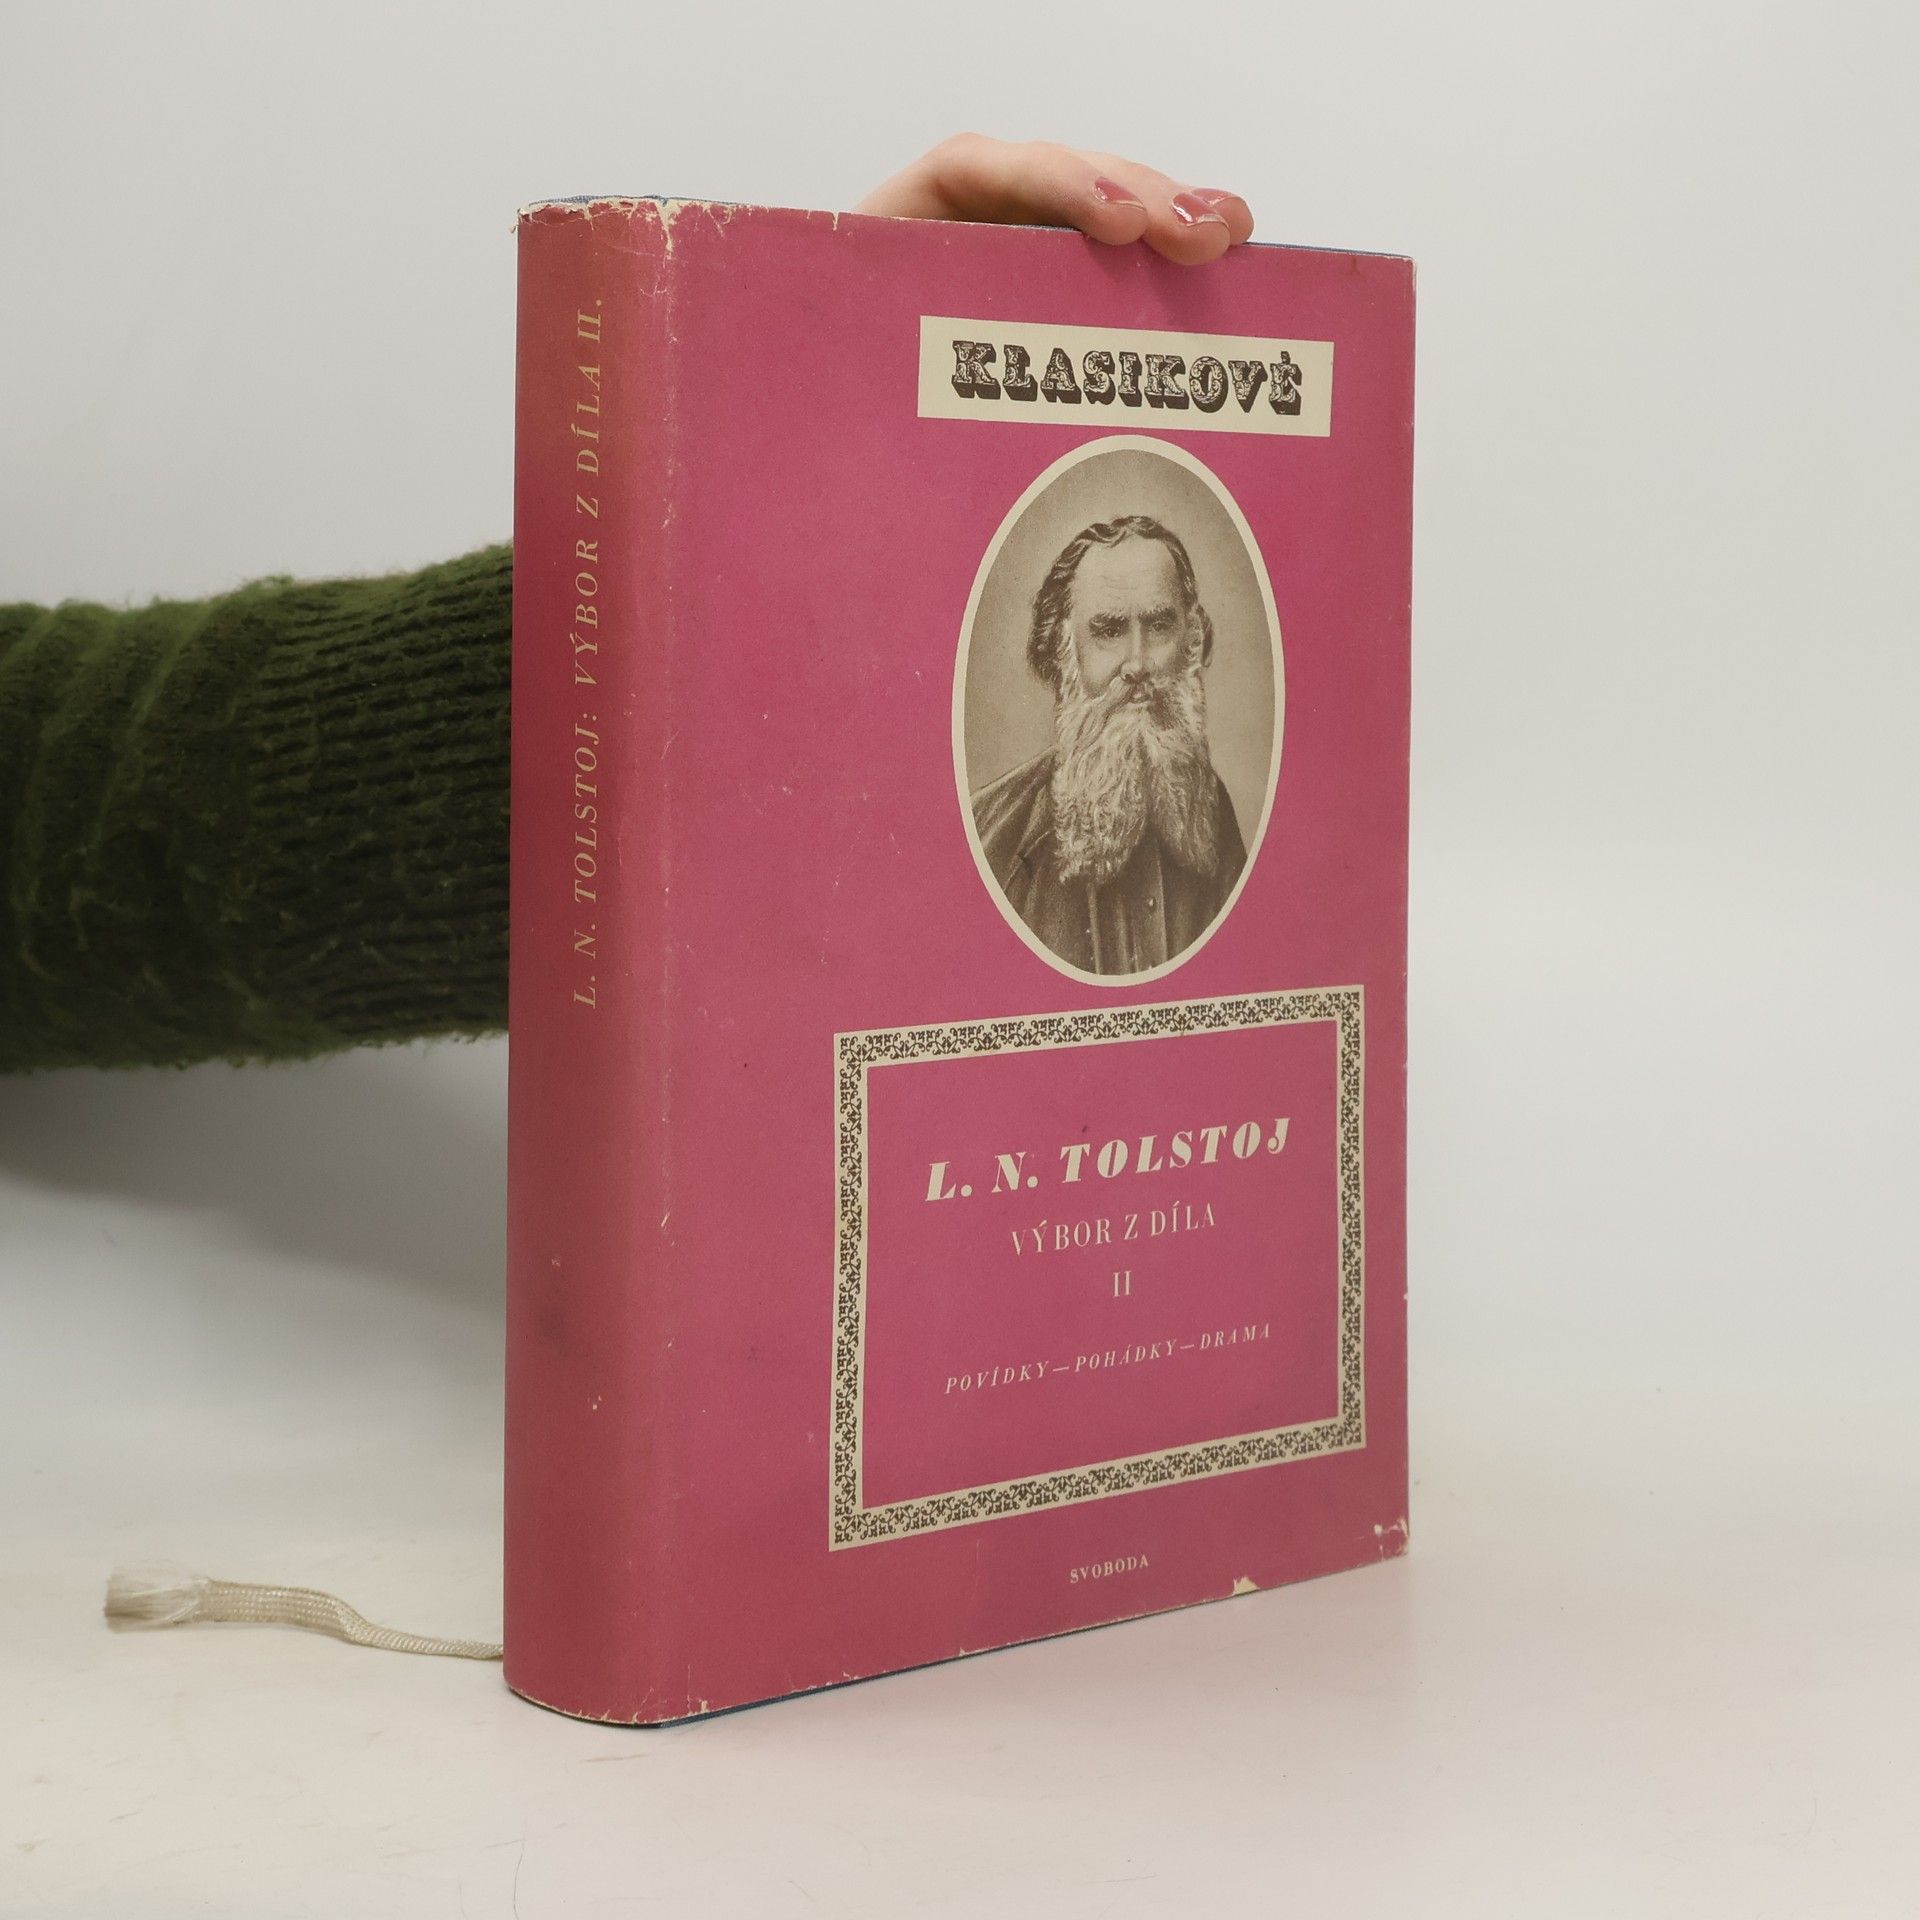 L. N. TOLSTOJ: VÝBOR Z DÍLA II.
KLASIKOVÉ
L. N. TOLSTOJ
VÝBOR Z DÍLA
II
POVÍDKY—POHÁDKY—DRAMA
SVOBODA